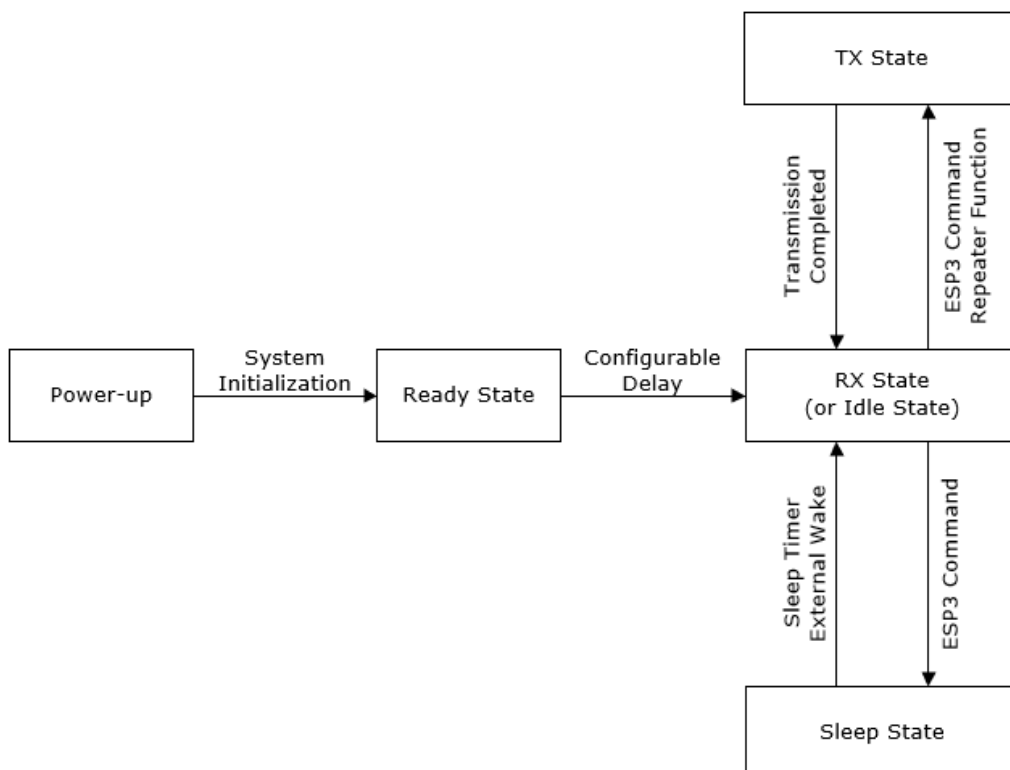 TX State
Transmission
Completed
ESP3 Command
Repeater Function
Power-up
System
Initialization
Ready State
Configurable
Delay
RX State
(or Idle State)
Sleep Timer
External Wake
ESP3 Command
Sleep State